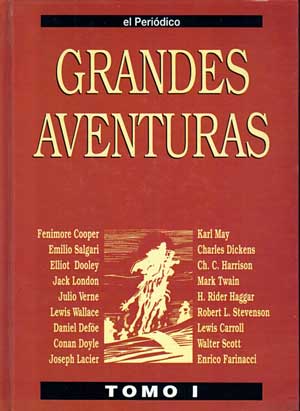 el Periódico
GRANDES
AVENTURAS
Fenimore Cooper
Emilio Salgari
Elliot Dooley
Jack London
Julio Verne
Lewis Wallace
Daniel Defoe
Conan Doyle
Joseph Lacier
Karl May
Charles Dickens
Ch. C. Harrison
Mark Twain
H. Rider Haggar
Robert L. Stevenson
Lewis Carroll
Walter Scott
Enrico Farinacci
TOMO I